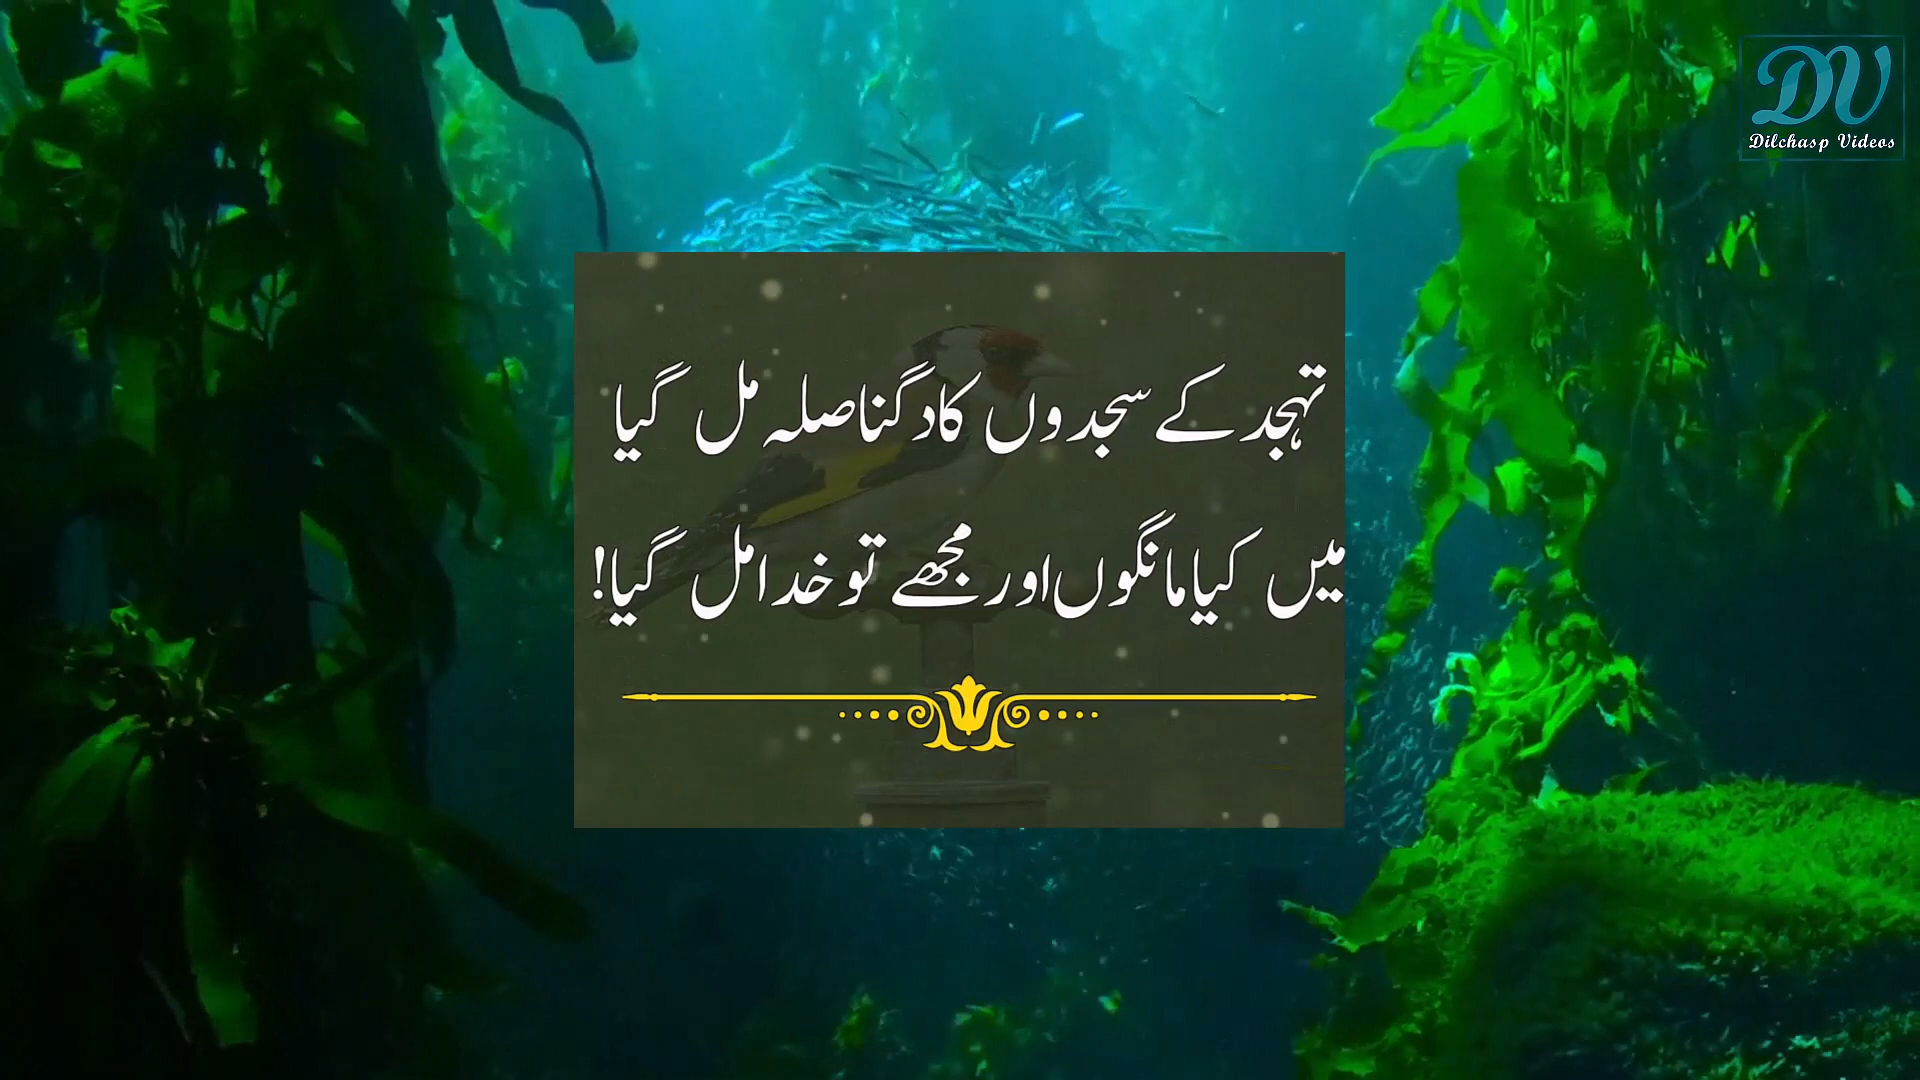 DV
Dilchasp Videos
تہجد کے سجدوں کا دگنا صلہ مل گیا
میں کیا مانگوں اور مجھے تو خدا مل گیا!